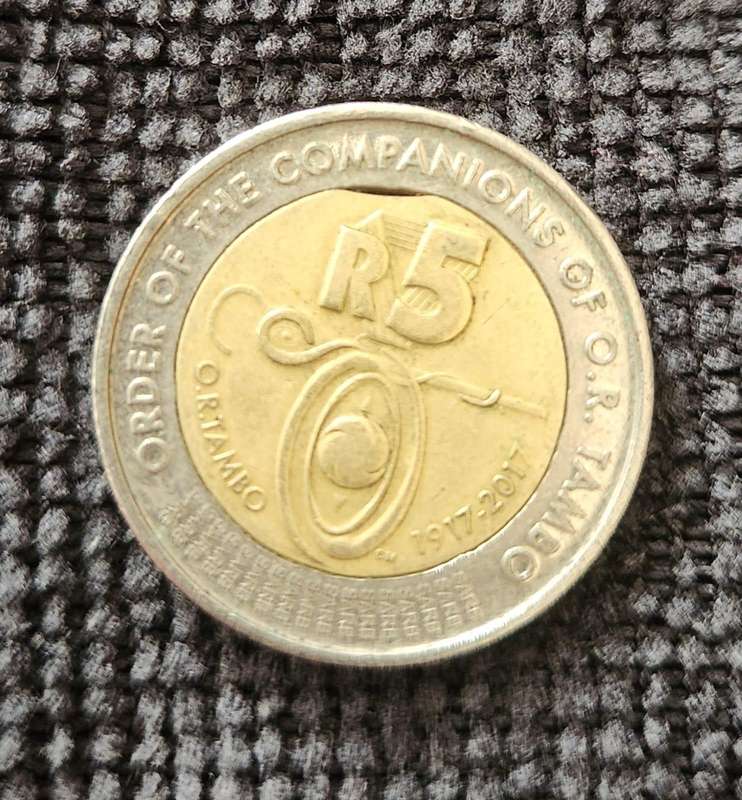 ORDER OF THE COMPANIONS OF O.R. TAMBO
R5
O.R.TAMBO
1917-2017